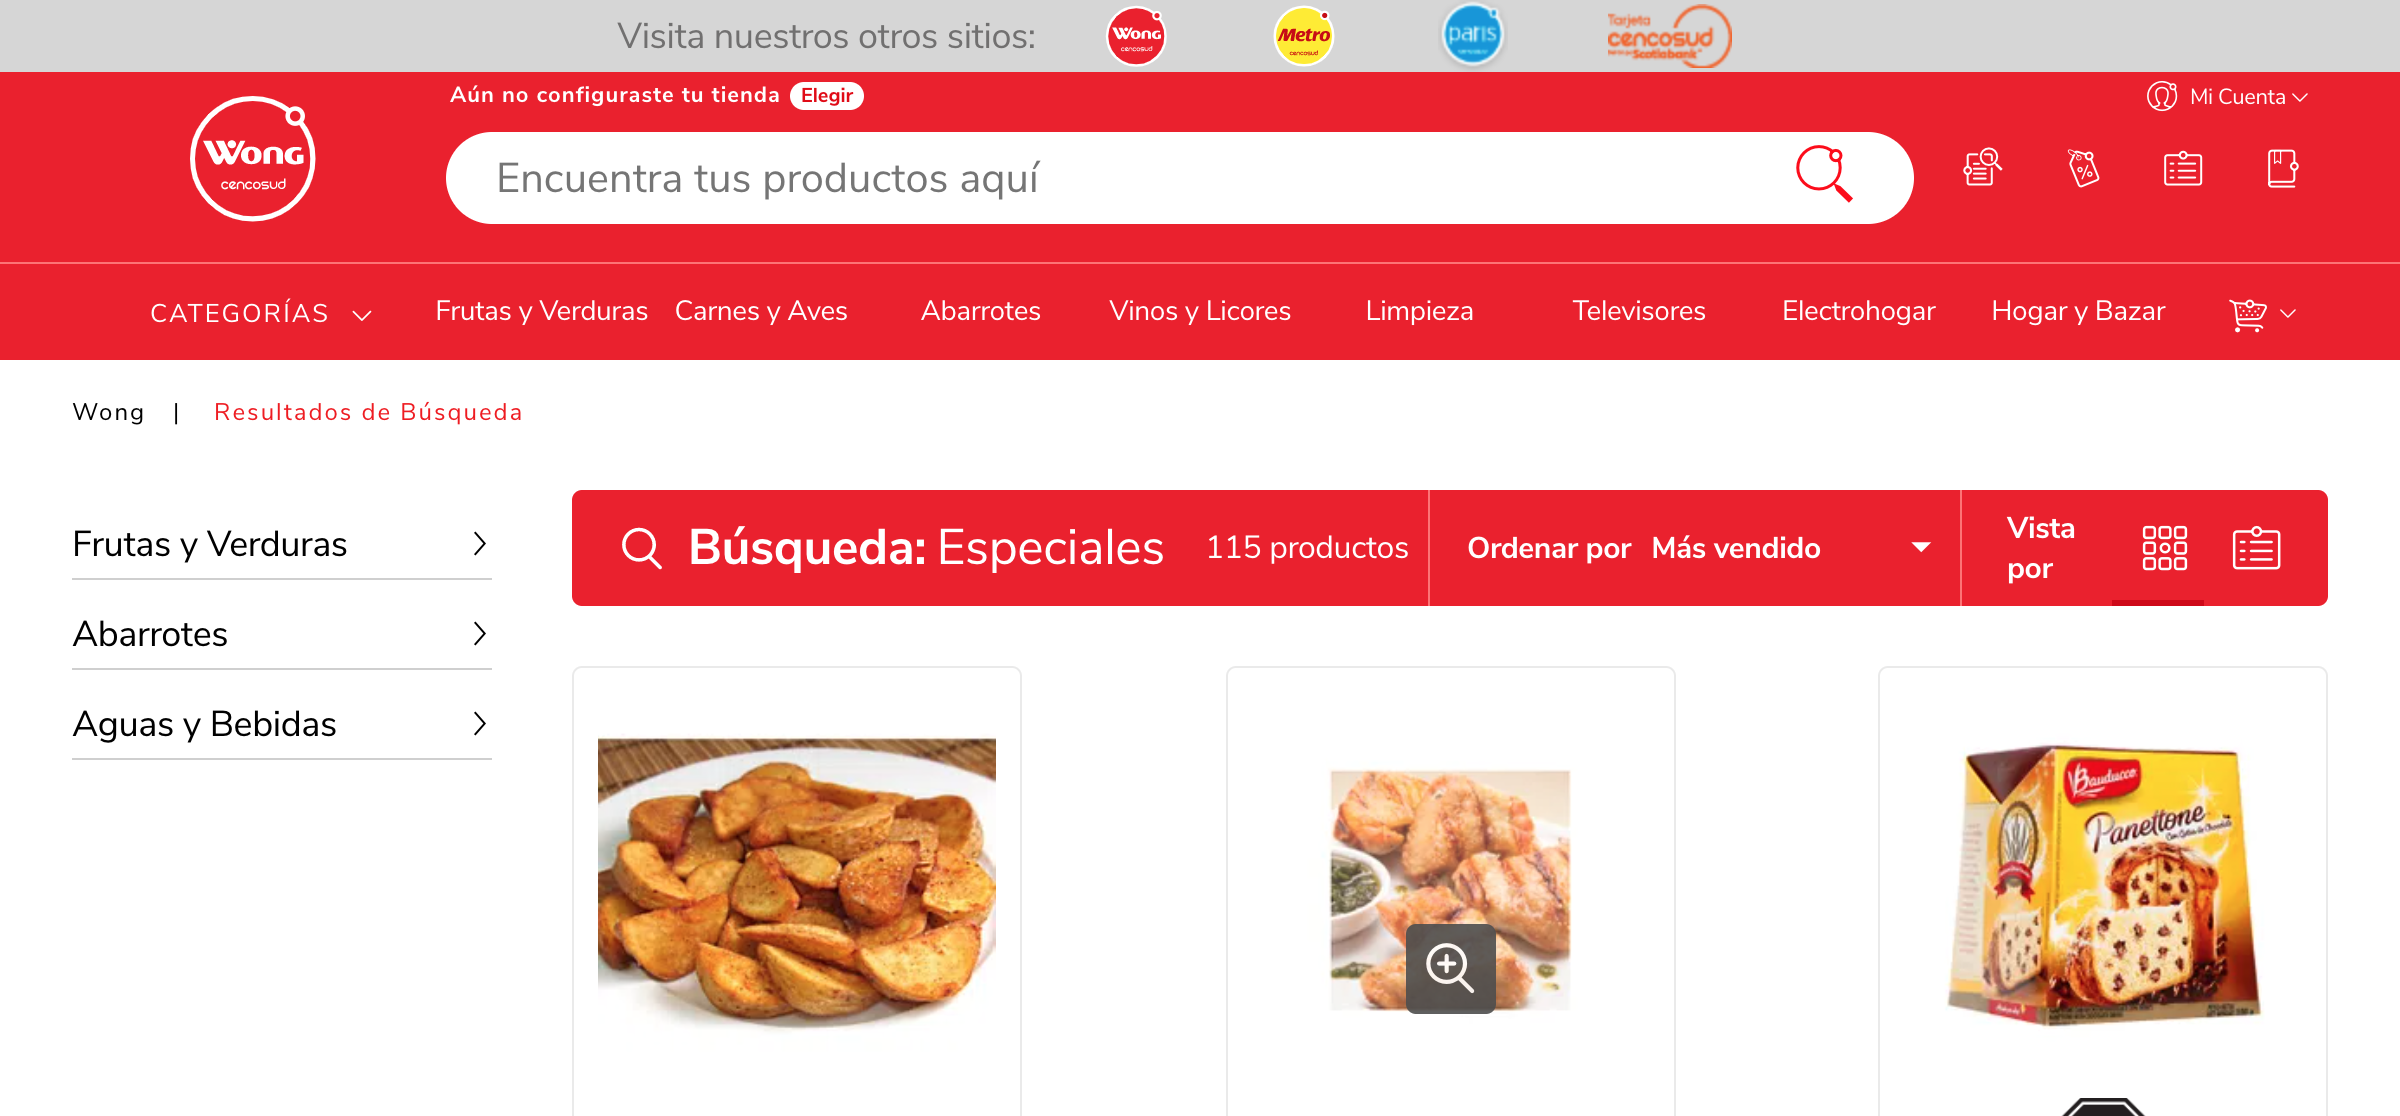 Visita nuestros otros sitios:
Wong
cencosud
Metro
cencosud
paris
Tarjeta
cencosud
Scotiabank
Aún no configuraste tu tienda Elegir
Mi Cuenta
Wong
cencosud
Encuentra tus productos aquí
CATEGORÍAS Frutas y Verduras Carnes y Aves Abarrotes Vinos y Licores Limpieza Televisores Electrohogar Hogar y Bazar
Wong | Resultados de Búsqueda
Búsqueda: Especiales 115 productos Ordenar por Más vendido Vista por
Frutas y Verduras
Abarrotes
Aguas y Bebidas
Bauducco
Panettone